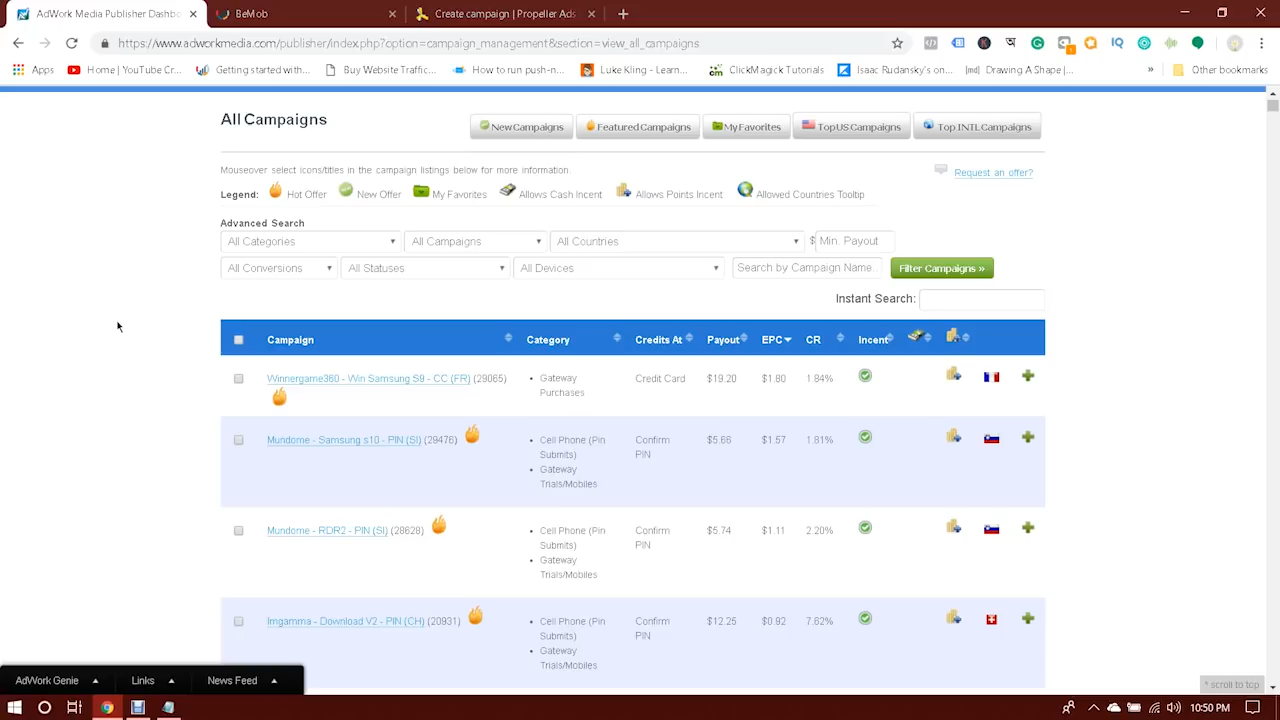 AdWork Media Publisher Dashbo
BeMob
Create campaign | Propeller Ads
https://www.adworkmedia.com/publisher/index.php?option=campaign_management&section=view_all_campaigns
Apps
Home | YouTube Cr...
Getting started with...
Buy Website Traffic...
How to run push-n...
Luke Kling - Learn...
ClickMagick Tutorials
Isaac Rudansky's on...
[md] Drawing A Shape |...
»
Other bookmarks
All Campaigns
New Campaigns
Featured Campaigns
My Favorites
Top US Campaigns
Top INTL Campaigns
Mouse over select icons/titles in the campaign listings below for more information.
Request an offer?
Legend: Hot Offer New Offer My Favorites Allows Cash Incent Allows Points Incent Allowed Countries Tooltip
Advanced Search
All Categories
All Campaigns
All Countries
$ Min. Payout
All Conversions
All Statuses
All Devices
Search by Campaign Name..
Filter Campaigns »
Instant Search:
Campaign Category Credits At Payout EPC CR Incent
Winnergame360 - Win Samsung S9 - CC (FR) (29065)
• Gateway Purchases
Credit Card
$19.20 $1.80 1.84%
Mundome - Samsung s10 - PIN (SI) (29476)
• Cell Phone (Pin
Submits)
• Gateway
Trials/Mobiles
Confirm
PIN
$5.66 $1.57 1.81%
Mundome - RDR2 - PIN (SI) (28628)
• Cell Phone (Pin
Submits)
• Gateway
Trials/Mobiles
Confirm
PIN
$5.74 $1.11 2.20%
Imgamma - Download V2 - PIN (CH) (20931)
• Cell Phone (Pin
Submits)
• Gateway
Trials/Mobiles
Confirm
PIN
$12.25 $0.92 7.62%
AdWork Genie
Links
News Feed
^ scroll to top
10:50 PM